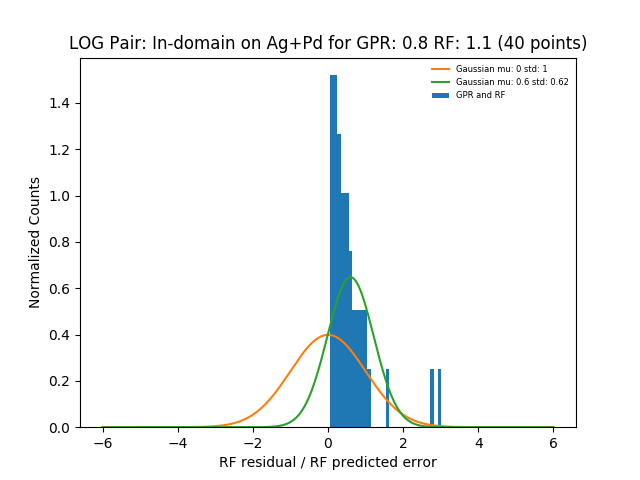 LOG Pair: In-domain on Ag+Pd for GPR: 0.8 RF: 1.1 (40 points)
Gaussian mu: 0 std: 1
Gaussian mu: 0.6 std: 0.62
GPR and RF
Normalized Counts
1.4
1.2
1.0
0.8
0.6
0.4
0.2
0.0
−6 −4 −2 0 2 4 6
RF residual / RF predicted error